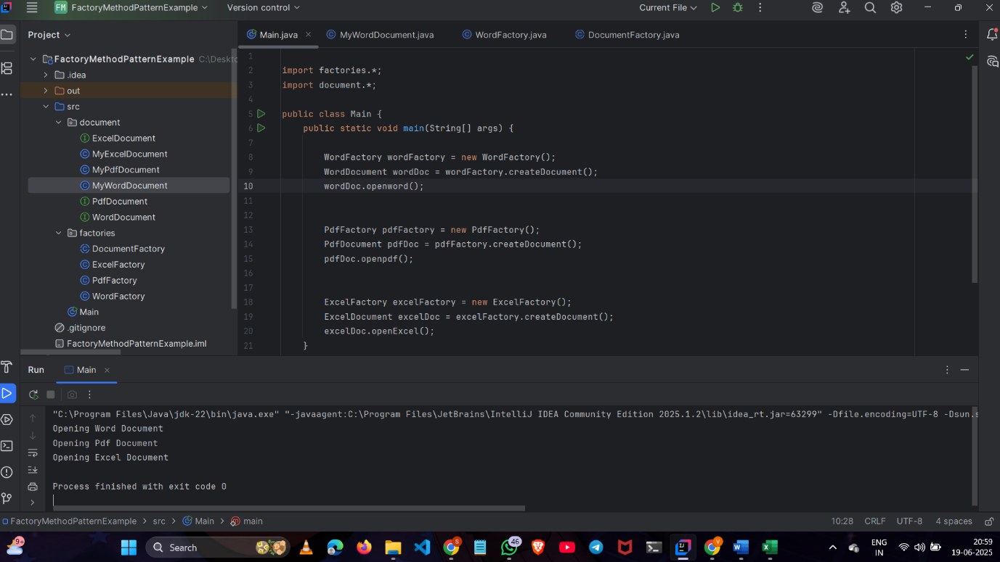 FM FactoryMethodPatternExample Version control Current File
Project
FactoryMethodPatternExample C:\Deskto
.idea
out
src
document
ExcelDocument
MyExcelDocument
MyPdfDocument
MyWordDocument
PdfDocument
WordDocument
factories
DocumentFactory
ExcelFactory
PdfFactory
WordFactory
Main
.gitignore
FactoryMethodPatternExample.iml
Main.java MyWordDocument.java WordFactory.java DocumentFactory.java
1
2 import factories.*;
3 import document.*;
4
5 public class Main {
6 public static void main(String[] args) {
7
8 WordFactory wordFactory = new WordFactory();
9 WordDocument wordDoc = wordFactory.createDocument();
10 wordDoc.openword();
11
12
13 PdfFactory pdfFactory = new PdfFactory();
14 PdfDocument pdfDoc = pdfFactory.createDocument();
15 pdfDoc.openpdf();
16
17
18 ExcelFactory excelFactory = new ExcelFactory();
19 ExcelDocument excelDoc = excelFactory.createDocument();
20 excelDoc.openExcel();
21 }
Run Main
"C:\Program Files\Java\jdk-22\bin\java.exe" "-javaagent:C:\Program Files\JetBrains\IntelliJ IDEA Community Edition 2025.1.2\lib\idea_rt.jar=63299" -Dfile.encoding=UTF-8 -Dsun.s
Opening Word Document
Opening Pdf Document
Opening Excel Document
Process finished with exit code 0
FactoryMethodPatternExample > src > Main > main 10:28 CRLF UTF-8 4 spaces
9+ Search S 46 V ENG 20:59
IN 19-06-2025